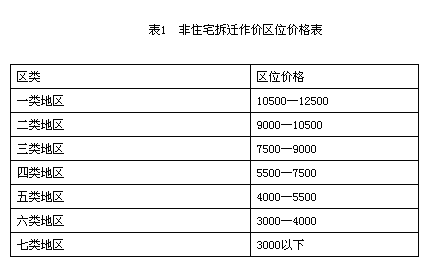 表1 非住宅拆迁作价区位价格表
区类 区位价格
一类地区 10500—12500
二类地区 9000—10500
三类地区 7500—9000
四类地区 5500—7500
五类地区 4000—5500
六类地区 3000—4000
七类地区 3000以下